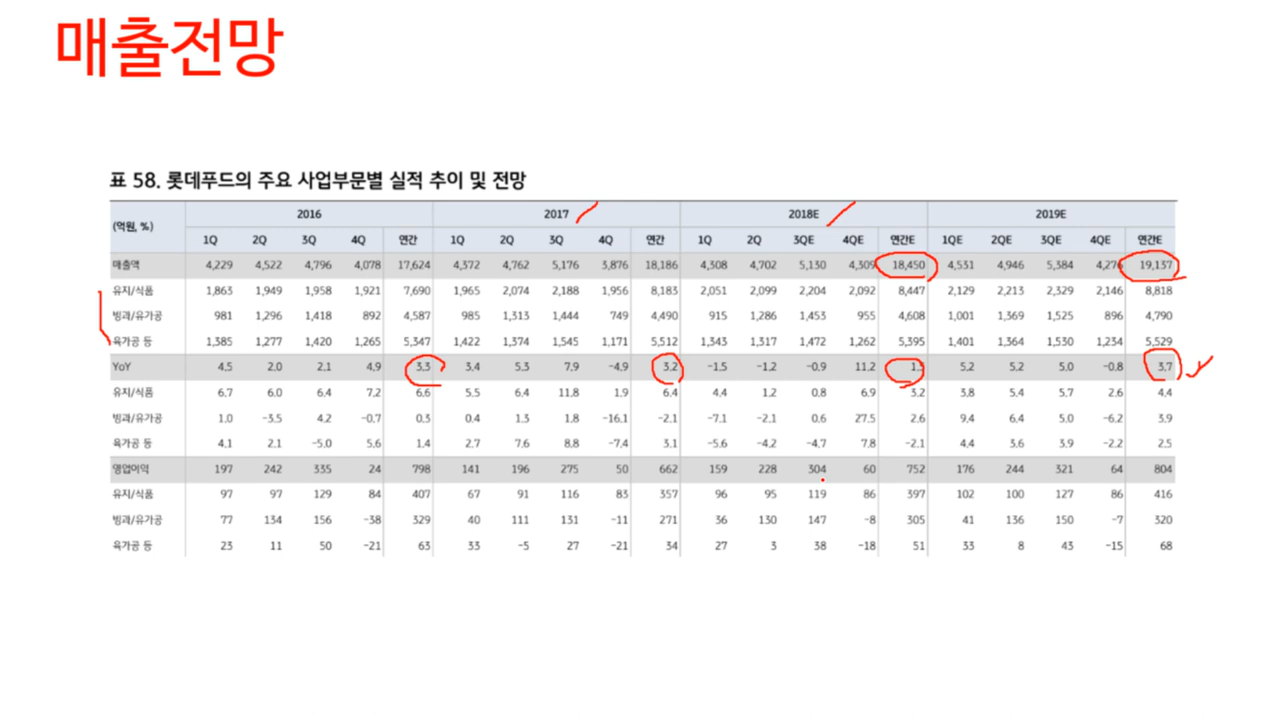 매출전망
표 58. 롯데푸드의 주요 사업부문별 실적 추이 및 전망
(억원, %) 2016 2017 2018E 2019E
1Q 2Q 3Q 4Q 연간 1Q 2Q 3Q 4Q 연간 1Q 2Q 3QE 4QE 연간E 1QE 2QE 3QE 4QE 연간E
매출액 4,229 4,522 4,796 4,078 17,624 4,372 4,762 5,176 3,876 18,186 4,308 4,702 5,130 4,309 18,450 4,531 4,946 5,384 4,276 19,137
유지/식품 1,863 1,949 1,958 1,921 7,690 1,965 2,074 2,188 1,956 8,183 2,051 2,099 2,204 2,092 8,447 2,129 2,213 2,329 2,146 8,818
빙과/유가공 981 1,296 1,418 892 4,587 985 1,313 1,444 749 4,490 915 1,286 1,453 955 4,608 1,001 1,369 1,525 896 4,790
육가공 등 1,385 1,277 1,420 1,265 5,347 1,422 1,374 1,545 1,171 5,512 1,343 1,317 1,472 1,262 5,395 1,401 1,364 1,530 1,234 5,529
YoY 4.5 2.0 2.1 4.9 3.3 3.4 5.3 7.9 -4.9 3.2 -1.5 -1.2 -0.9 11.2 5.2 5.2 5.0 -0.8 3.7
유지/식품 6.7 6.0 6.4 7.2 6.6 5.5 6.4 11.8 1.9 6.4 4.4 1.2 0.8 6.9 3.2 3.8 5.4 5.7 2.6 4.4
빙과/유가공 1.0 -3.5 4.2 -0.7 0.3 0.4 1.3 1.8 -16.1 -2.1 -7.1 -2.1 0.6 27.5 2.6 9.4 6.4 5.0 -6.2 3.9
육가공 등 4.1 2.1 -5.0 5.6 1.4 2.7 7.6 8.8 -7.4 3.1 -5.6 -4.2 -4.7 7.8 -2.1 4.4 3.6 3.9 -2.2 2.5
영업이익 197 242 335 24 798 141 196 275 50 662 159 228 304 60 752 176 244 321 64 804
유지/식품 97 97 129 84 407 67 91 116 83 357 96 95 119 86 397 102 100 127 86 416
빙과/유가공 77 134 156 -38 329 40 111 131 -11 271 36 130 147 -8 305 41 136 150 -7 320
육가공 등 23 11 50 -21 63 33 -5 27 -21 34 27 3 38 -18 51 33 8 43 -15 68